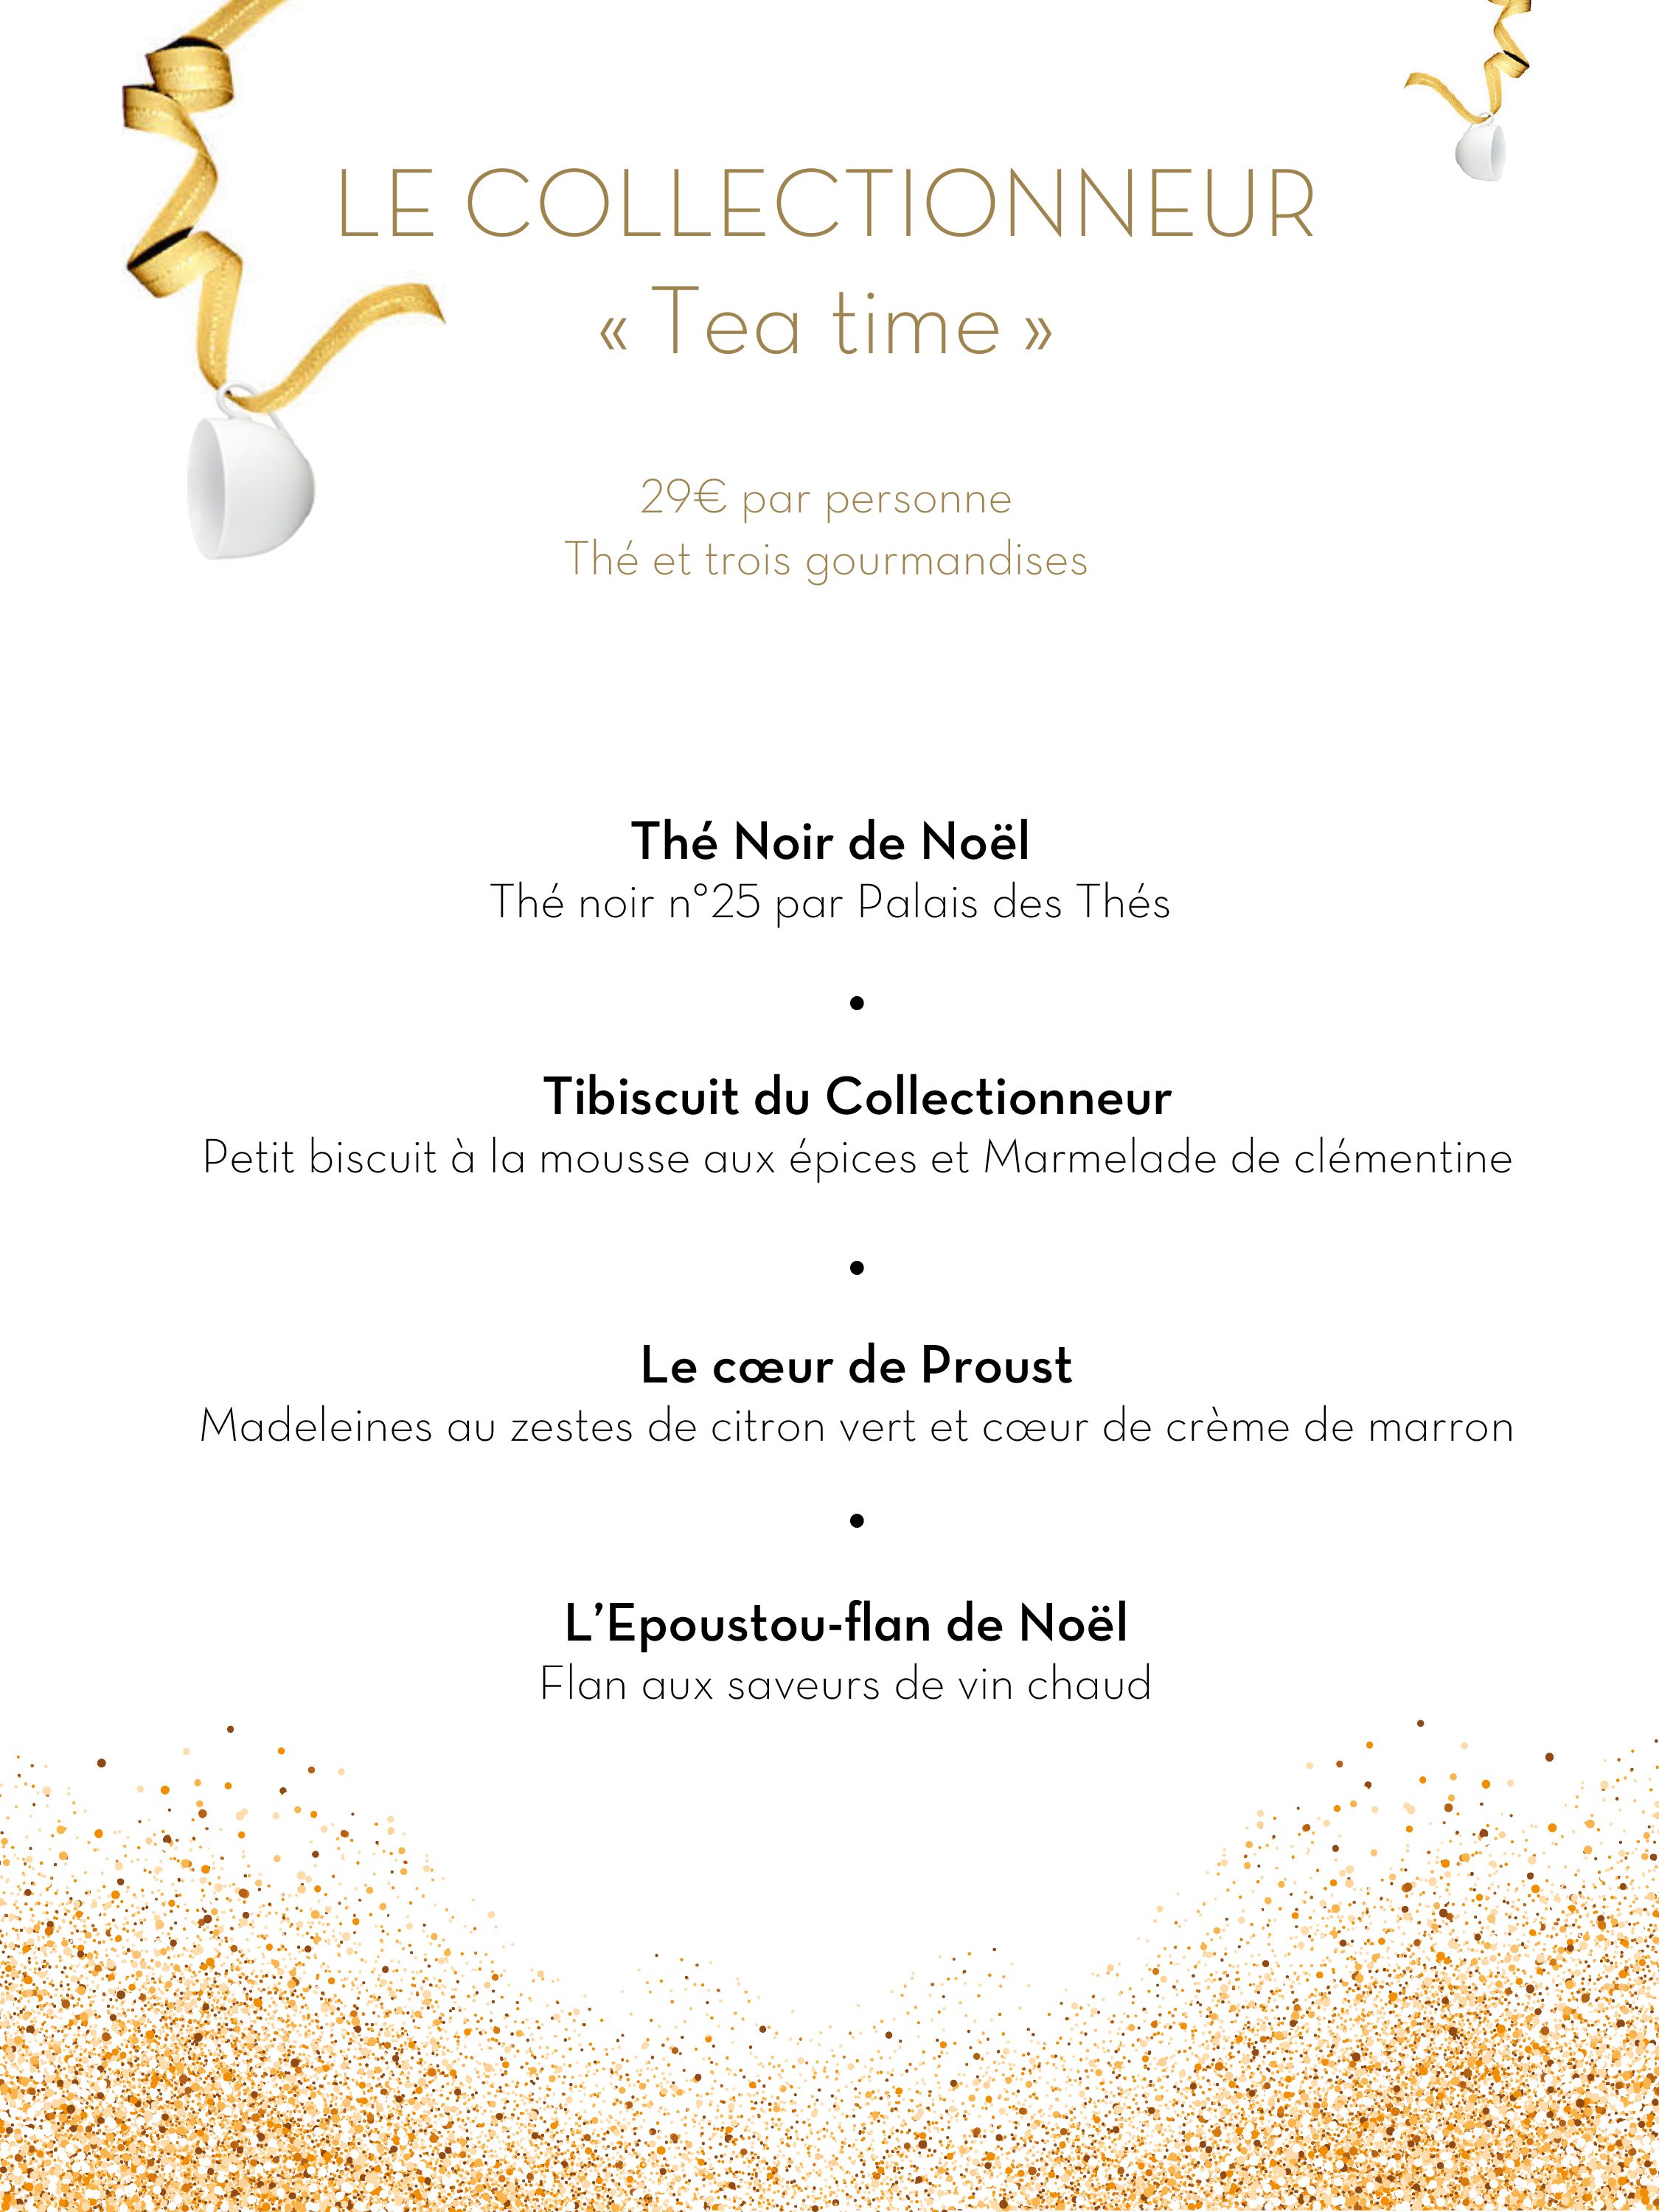 LE COLLECTIONNEUR
« Tea time »
29€ par personne
Thé et trois gourmandises
Thé Noir de Noël
Thé noir n°25 par Palais des Thés
•
Tibiscuit du Collectionneur
Petit biscuit à la mousse aux épices et Marmelade de clémentine
•
Le cœur de Proust
Madeleines au zestes de citron vert et cœur de crème de marron
•
L’Epoustou-flan de Noël
Flan aux saveurs de vin chaud